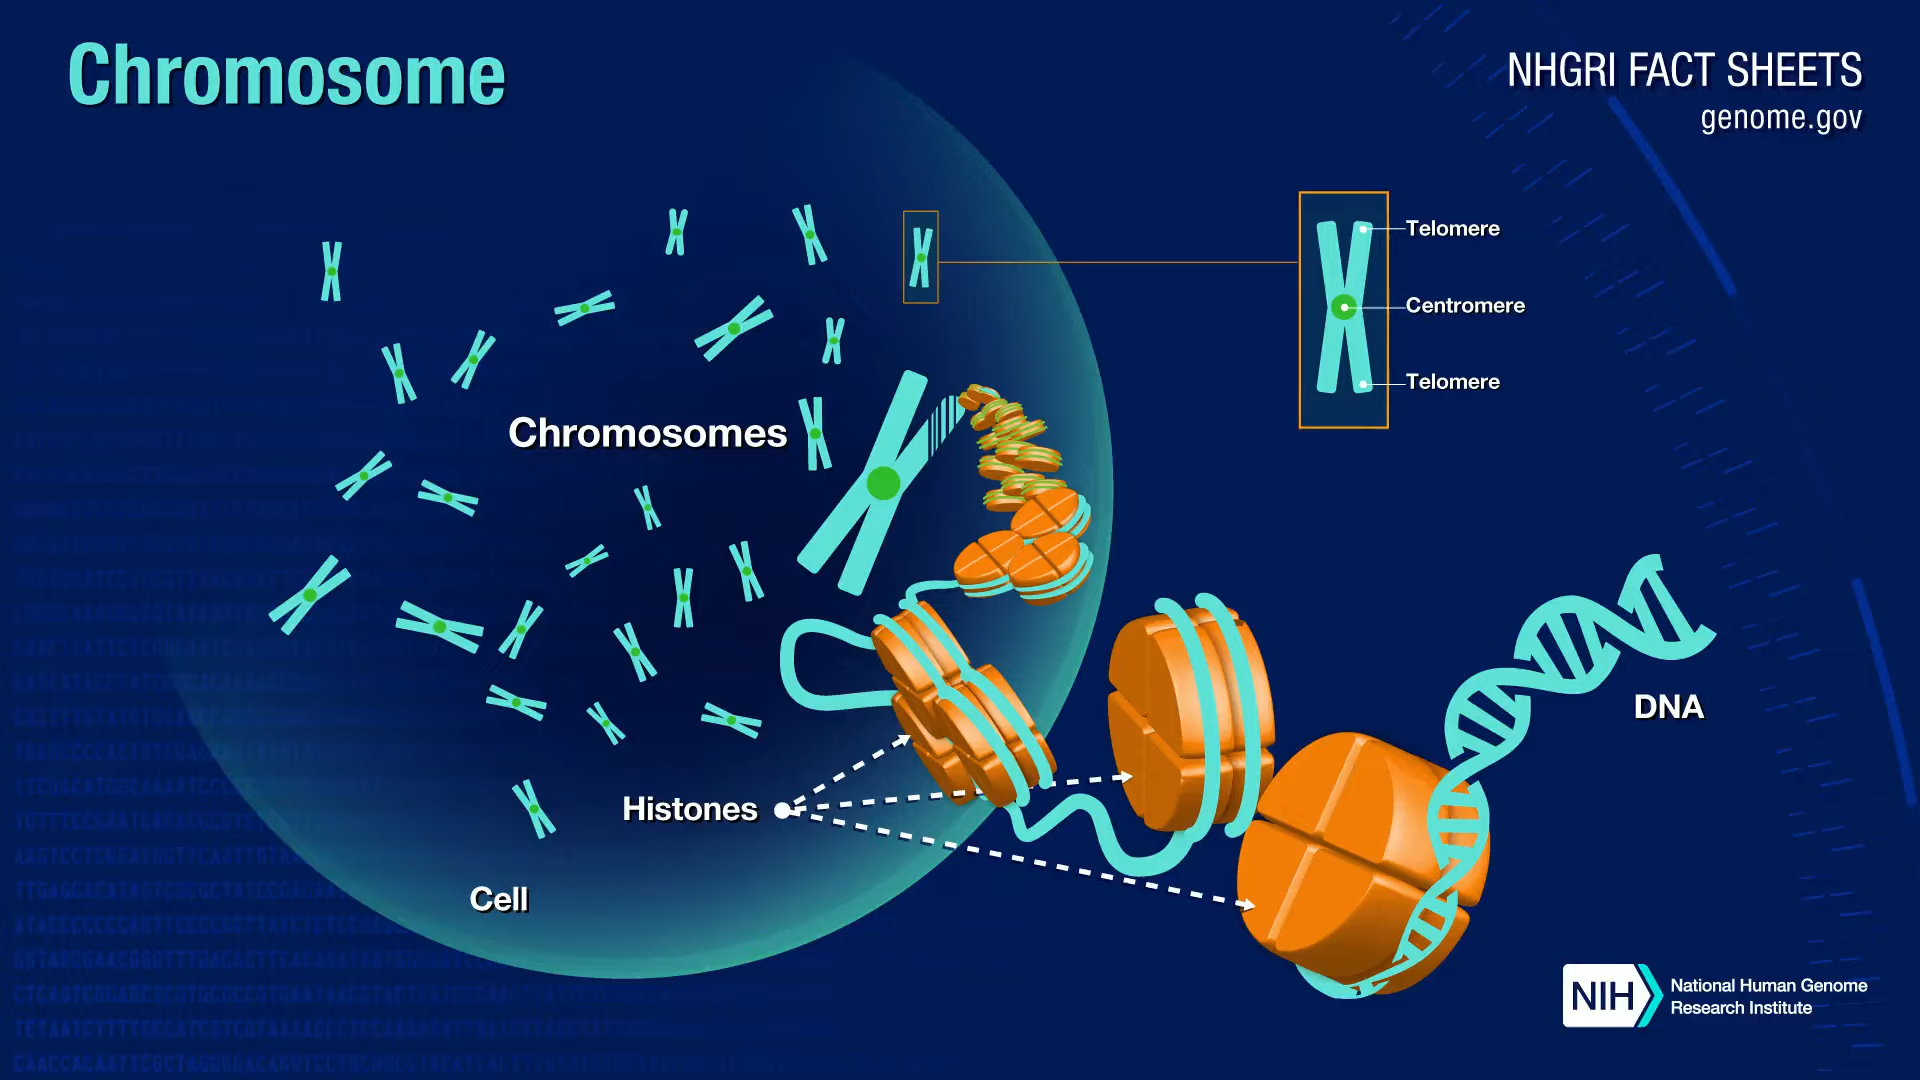 Chromosome
NHGRI FACT SHEETS
genome.gov
Telomere
Centromere
Telomere
Chromosomes
DNA
Histones
Cell
NIH
National Human Genome
Research Institute